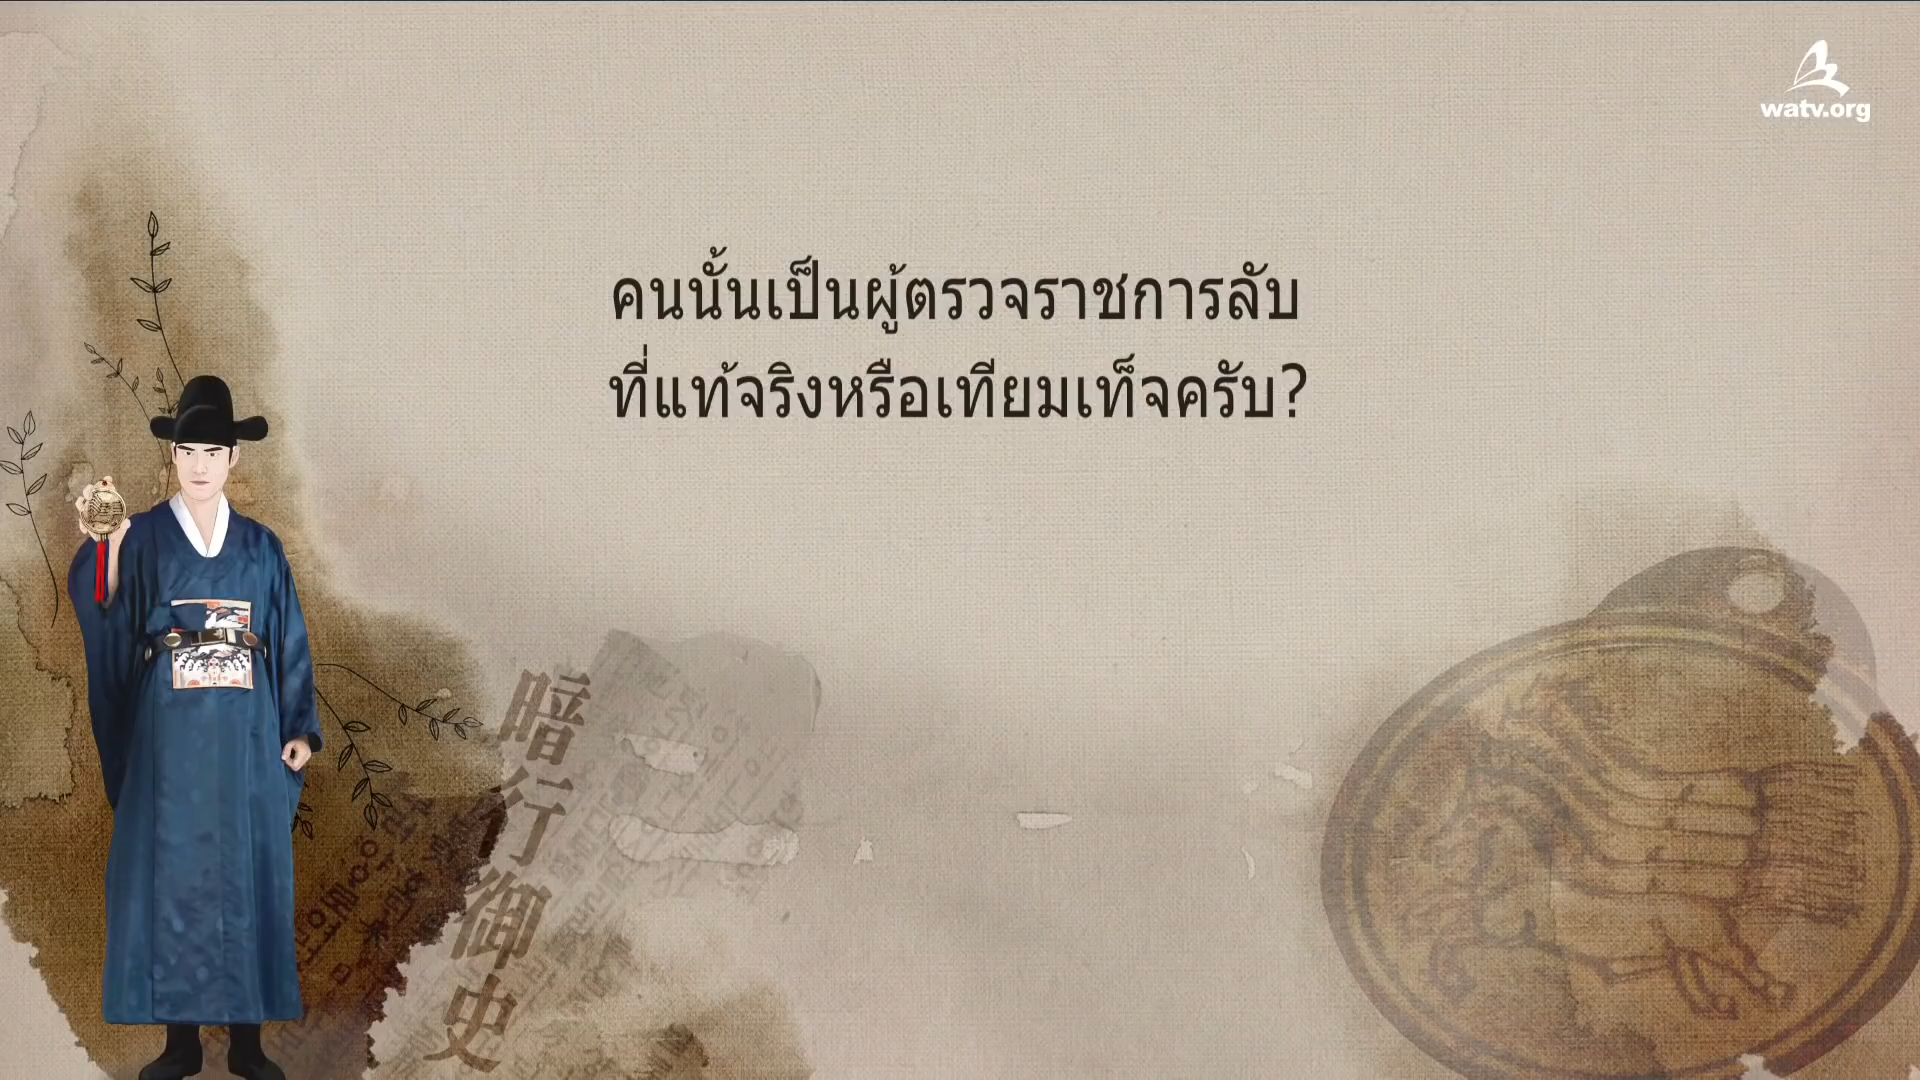 watv.org
คนนั้นเป็นผู้ตรวจราชการลับ
ที่แท้จริงหรือเทียมเท็จครับ?
暗行御史